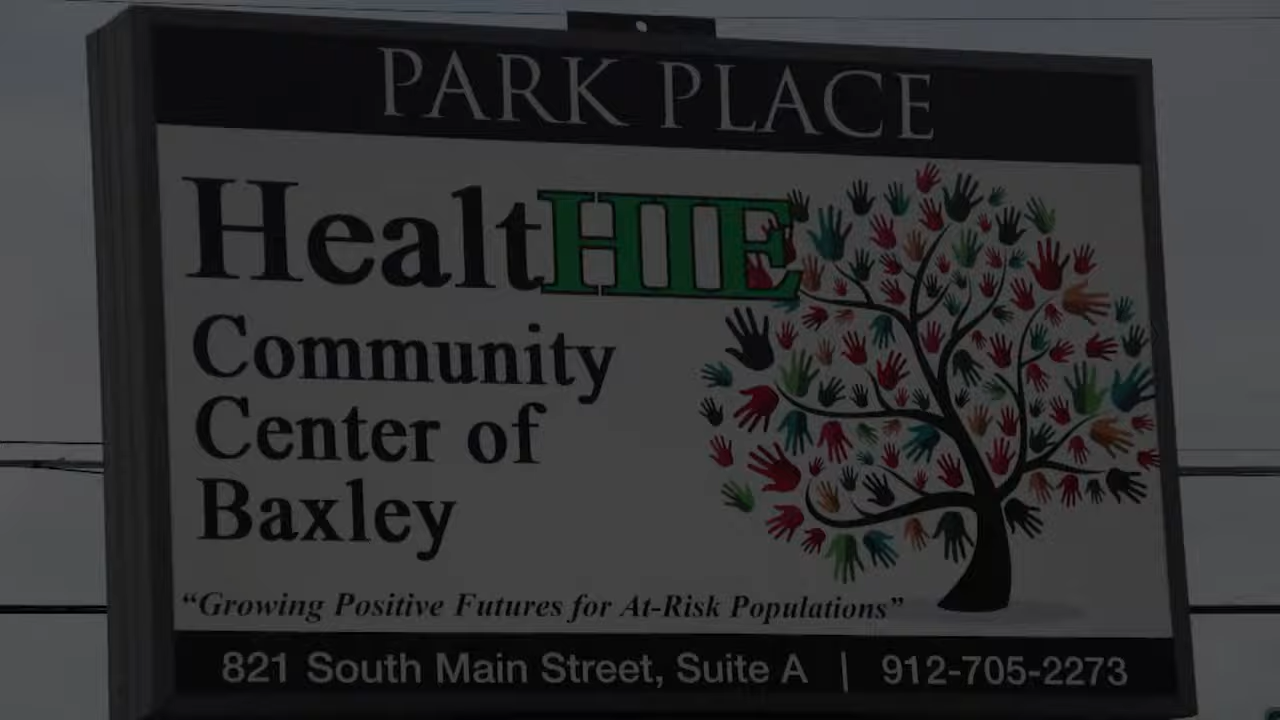 PARK PLACE
HealtHIE
Community
Center of
Baxley
“Growing Positive Futures for At-Risk Populations”
821 South Main Street, Suite A | 912-705-2273